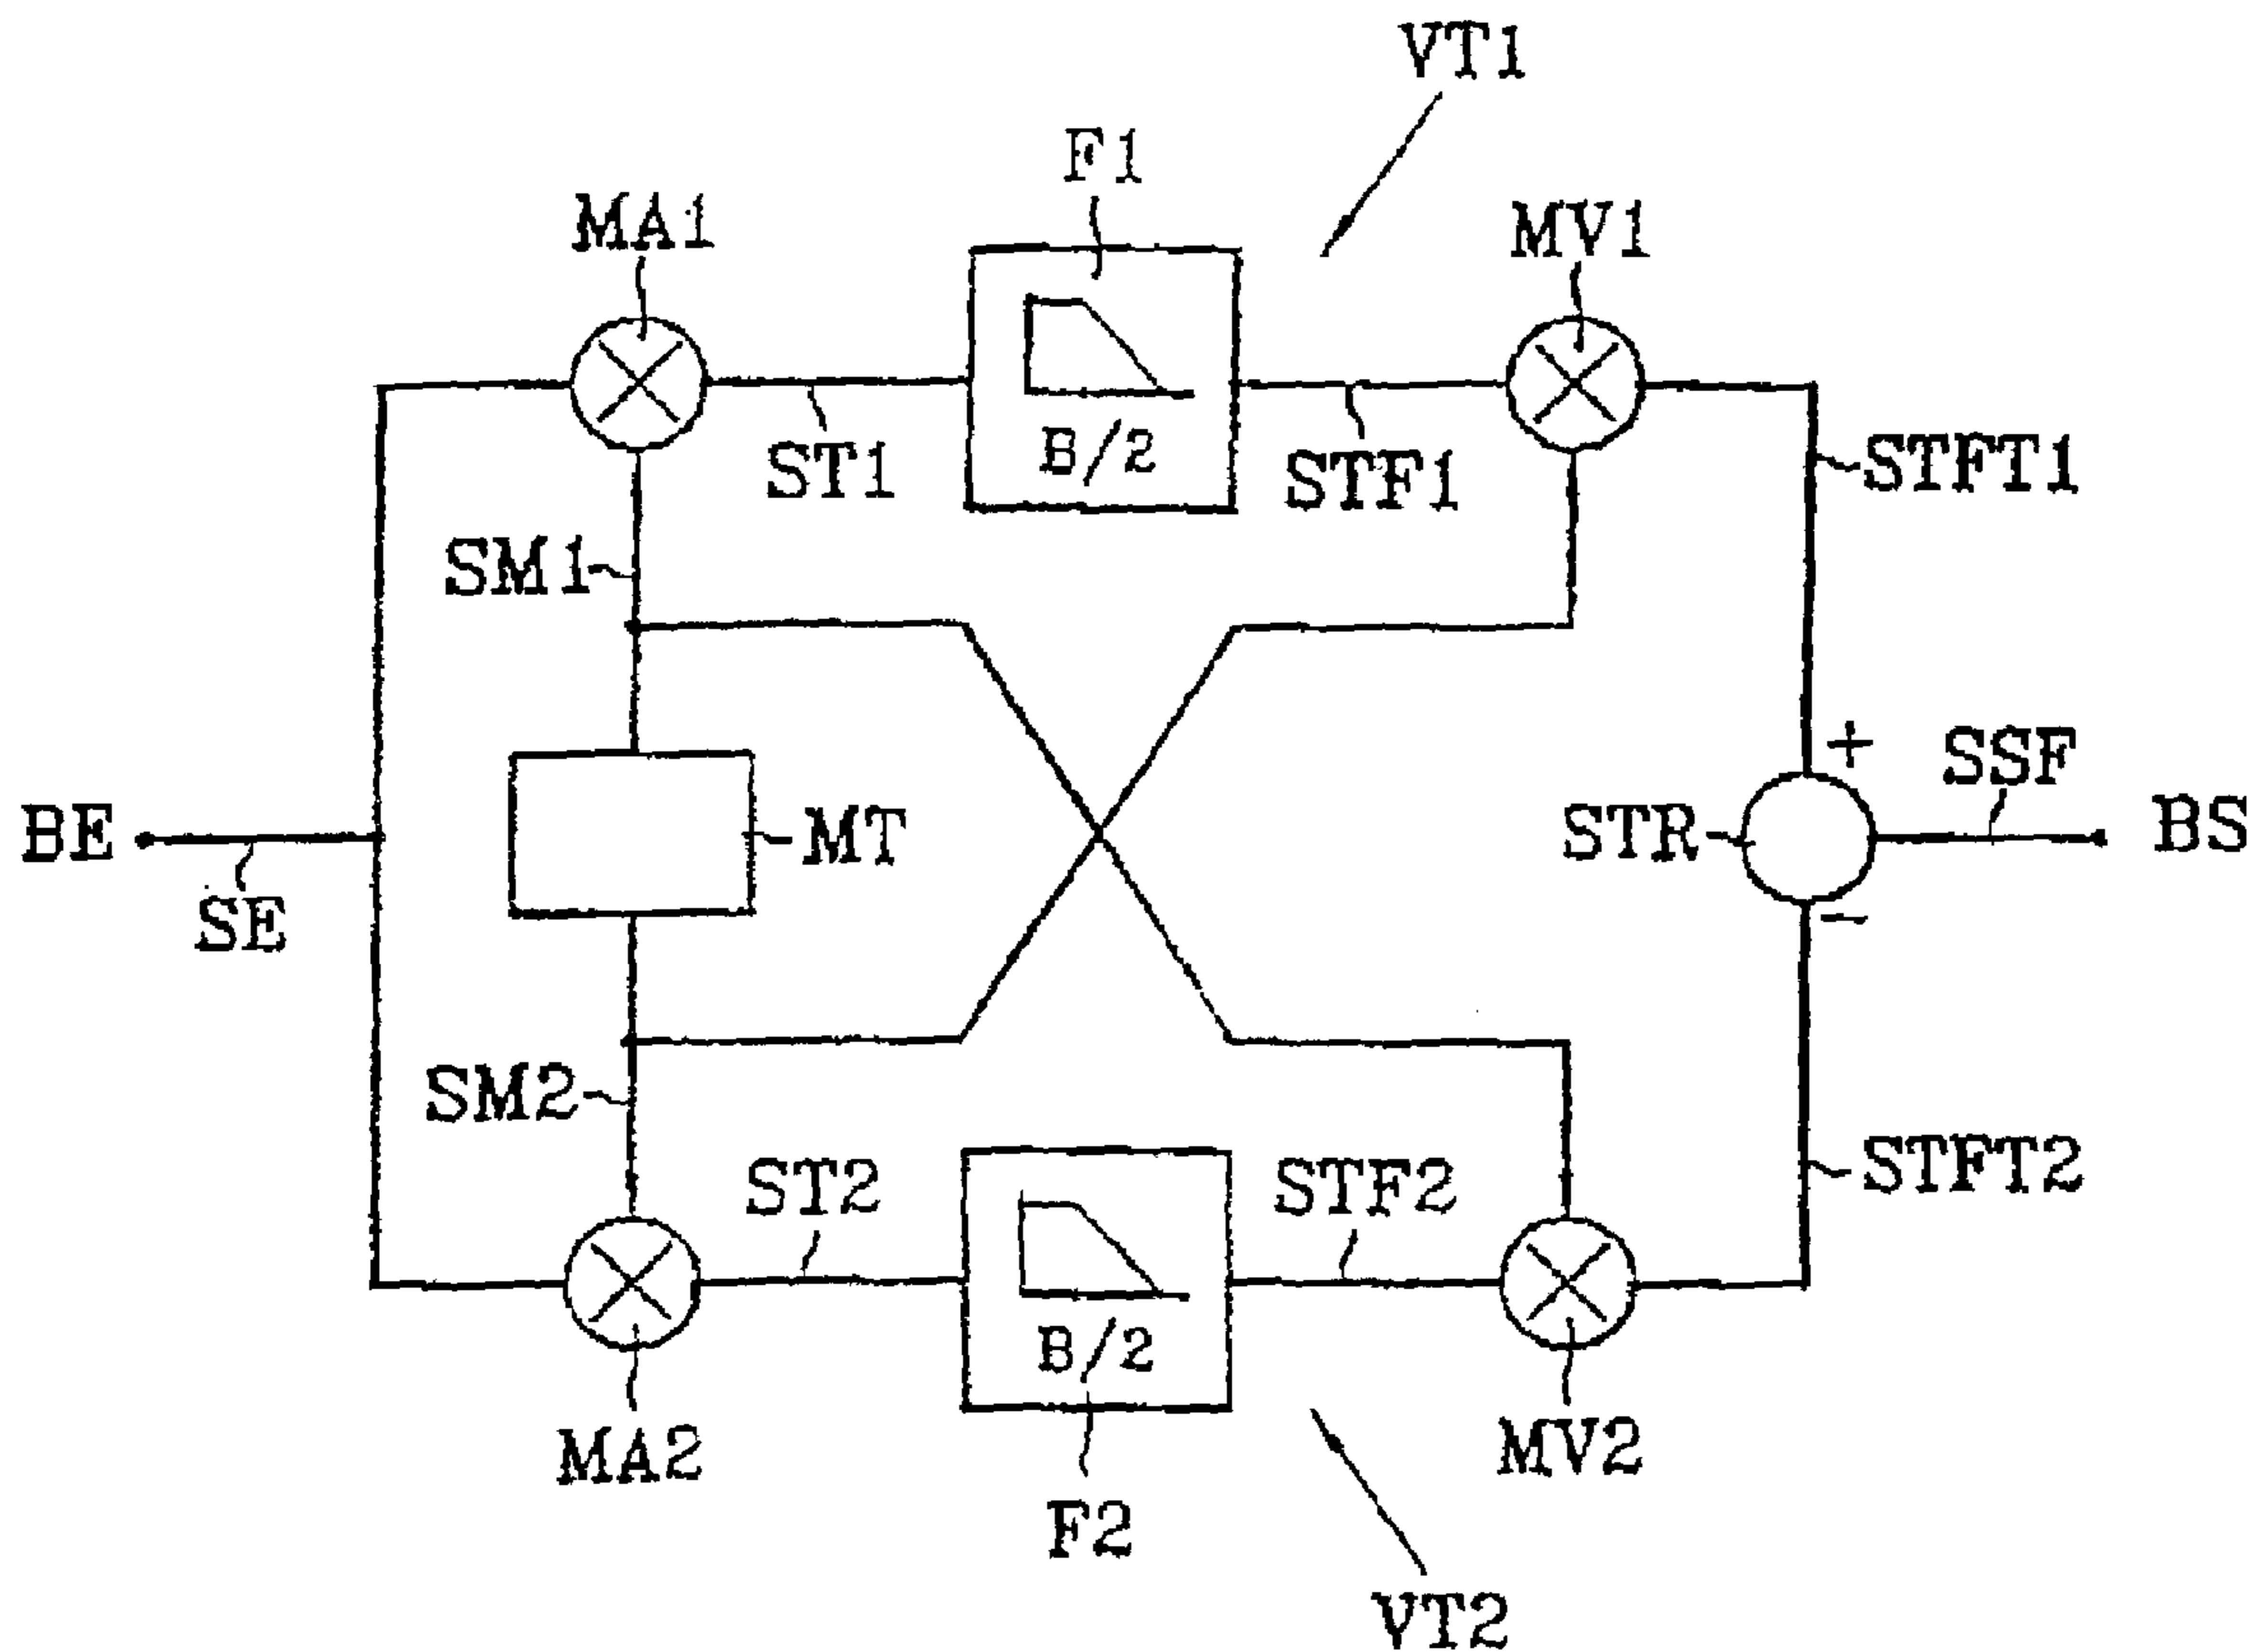 VT1
F1
MA1
MV1
B/2
ST1
STF1
STFT1
SM1
+
SSF
BE
MT
STR
BS
SE
-
SM2
ST2
STF2
STFT2
B/2
MA2
MV2
F2
VT2